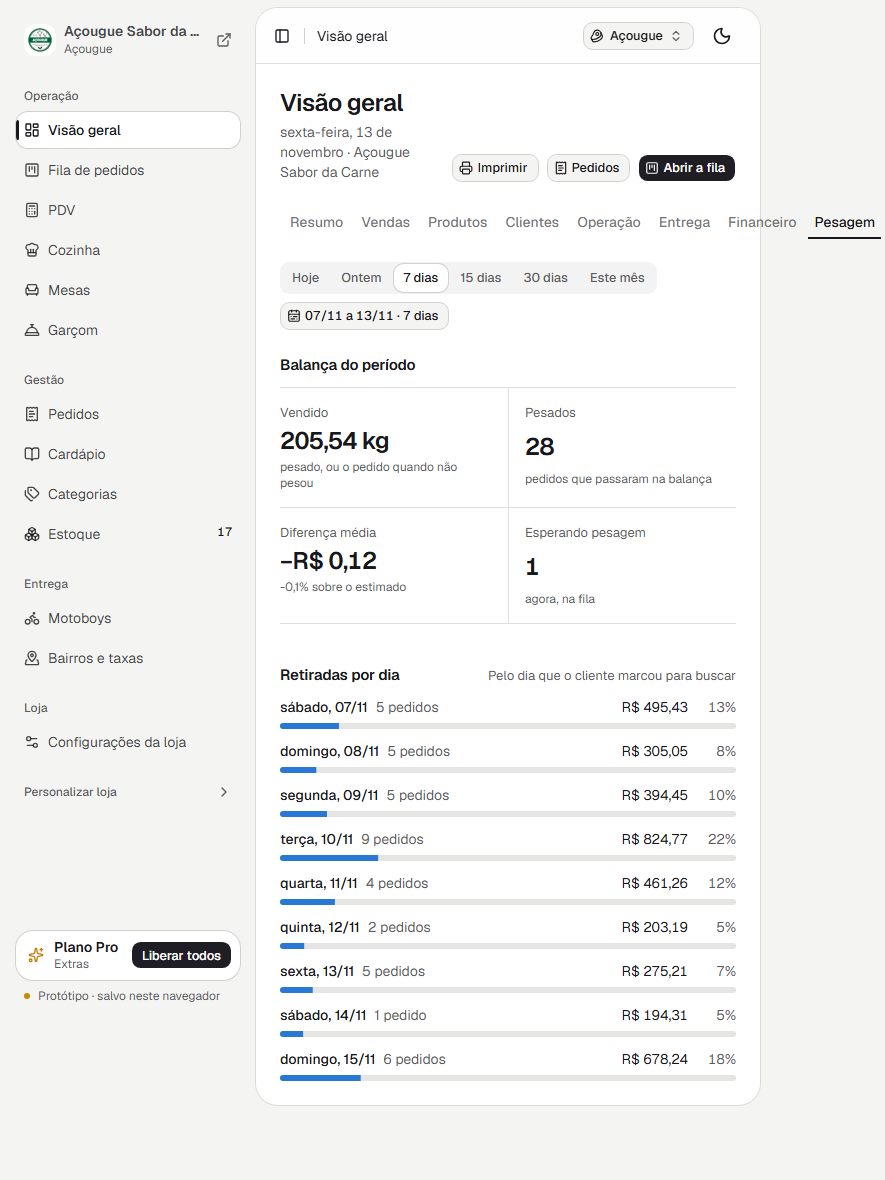 Açougue Sabor da ...
Açougue
Operação
Visão geral
Fila de pedidos
PDV
Cozinha
Mesas
Garçom
Gestão
Pedidos
Cardápio
Categorias
Estoque 17
Entrega
Motoboys
Bairros e taxas
Loja
Configurações da loja
Personalizar loja
Plano Pro
Extras
Liberar todos
Protótipo · salvo neste navegador
Visão geral
Açougue
Visão geral
sexta-feira, 13 de
novembro · Açougue
Sabor da Carne
Imprimir Pedidos Abrir a fila
Resumo Vendas Produtos Clientes Operação Entrega Financeiro Pesagem
Hoje Ontem 7 dias 15 dias 30 dias Este mês
07/11 a 13/11 · 7 dias
Balança do período
Vendido
205,54 kg
pesado, ou o pedido quando não
pesou
Pesados
28
pedidos que passaram na balança
Diferença média
−R$ 0,12
-0,1% sobre o estimado
Esperando pesagem
1
agora, na fila
Retiradas por dia Pelo dia que o cliente marcou para buscar
sábado, 07/11 5 pedidos R$ 495,43 13%
domingo, 08/11 5 pedidos R$ 305,05 8%
segunda, 09/11 5 pedidos R$ 394,45 10%
terça, 10/11 9 pedidos R$ 824,77 22%
quarta, 11/11 4 pedidos R$ 461,26 12%
quinta, 12/11 2 pedidos R$ 203,19 5%
sexta, 13/11 5 pedidos R$ 275,21 7%
sábado, 14/11 1 pedido R$ 194,31 5%
domingo, 15/11 6 pedidos R$ 678,24 18%